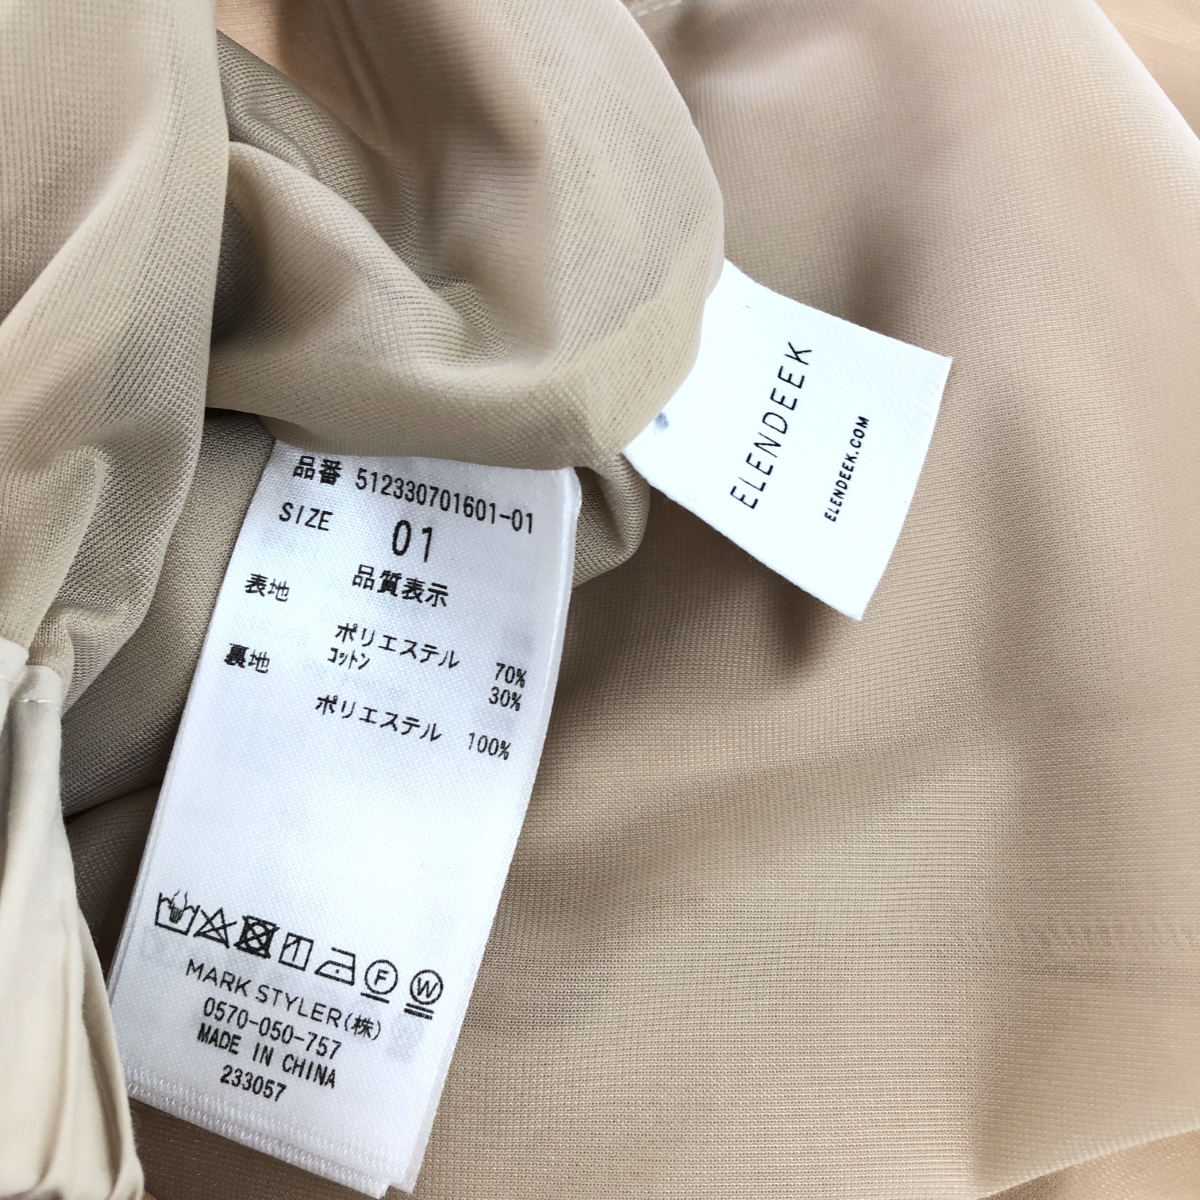 ELENDEEK
ELENDEEK.COM
品番 512330701601-01
SIZE 01
品質表示
表地
ポリエステル 70%
コットン 30%
裏地
ポリエステル 100%
F W
MARK STYLER(株)
0570-050-757
MADE IN CHINA
233057